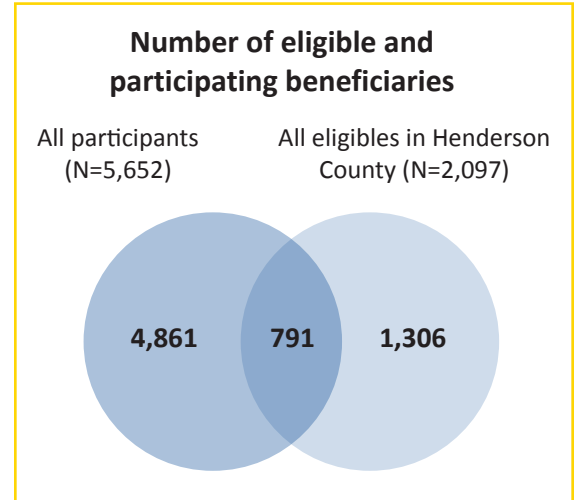 Number of eligible and
participating beneficiaries
All participants
(N=5,652)
All eligibles in Henderson
County (N=2,097)
4,861
791
1,306